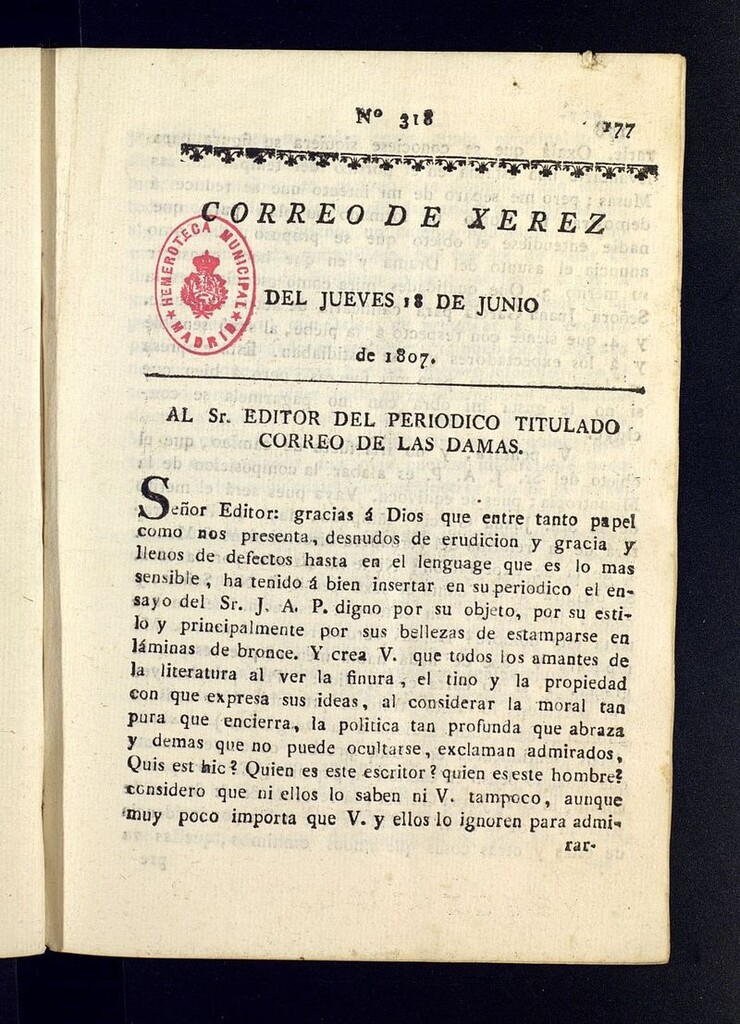 Nº 318
177
CORREO DE XEREZ
HEMEROTECA MUNICIPAL
★ MADRID ★
DEL JUEVES 18 DE JUNIO
de 1807.
AL Sr. EDITOR DEL PERIODICO TITULADO
CORREO DE LAS DAMAS.
Señor Editor: gracias á Dios que entre tanto papel
como nos presenta, desnudos de erudicion y gracia y
llenos de defectos hasta en el lenguage que es lo mas
sensible, ha tenido á bien insertar en su periodico el en-
sayo del Sr. J. A. P. digno por su objeto, por su esti-
lo y principalmente por sus bellezas de estamparse en
láminas de bronce. Y crea V. que todos los amantes de
la literatura al ver la finura, el tino y la propiedad
con que expresa sus ideas, al considerar la moral tan
pura que encierra, la politica tan profunda que abraza
y demas que no puede ocultarse, exclaman admirados,
Quis est hic? Quien es este escritor? quien es este hombre?
considero que ni ellos lo saben ni V. tampoco, aunque
muy poco importa que V. y ellos lo ignoren para admi-
rar-